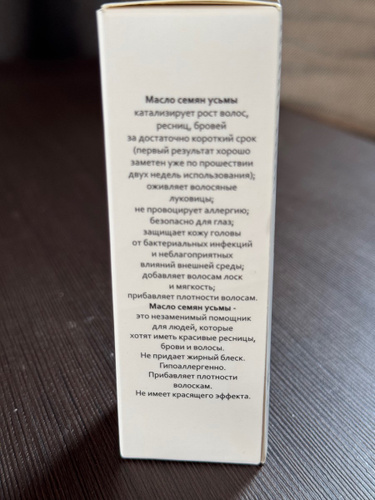 Масло семян усьмы
катализирует рост волос,
ресниц, бровей
за достаточно короткий срок
(первый результат хорошо
заметен уже по прошествии
двух недель использования);
оживляет волосяные
луковицы;
не провоцирует аллергию;
безопасно для глаз;
защищает кожу головы
от бактериальных инфекций
и неблагоприятных
влияний внешней среды;
добавляет волосам лоск
и мягкость;
прибавляет плотности волосам.
Масло семян усьмы -
это незаменимый помощник
для людей, которые
хотят иметь красивые ресницы,
брови и волосы.
Не придает жирный блеск.
Гипоаллергенно.
Прибавляет плотности
волоскам.
Не имеет красящего эффекта.